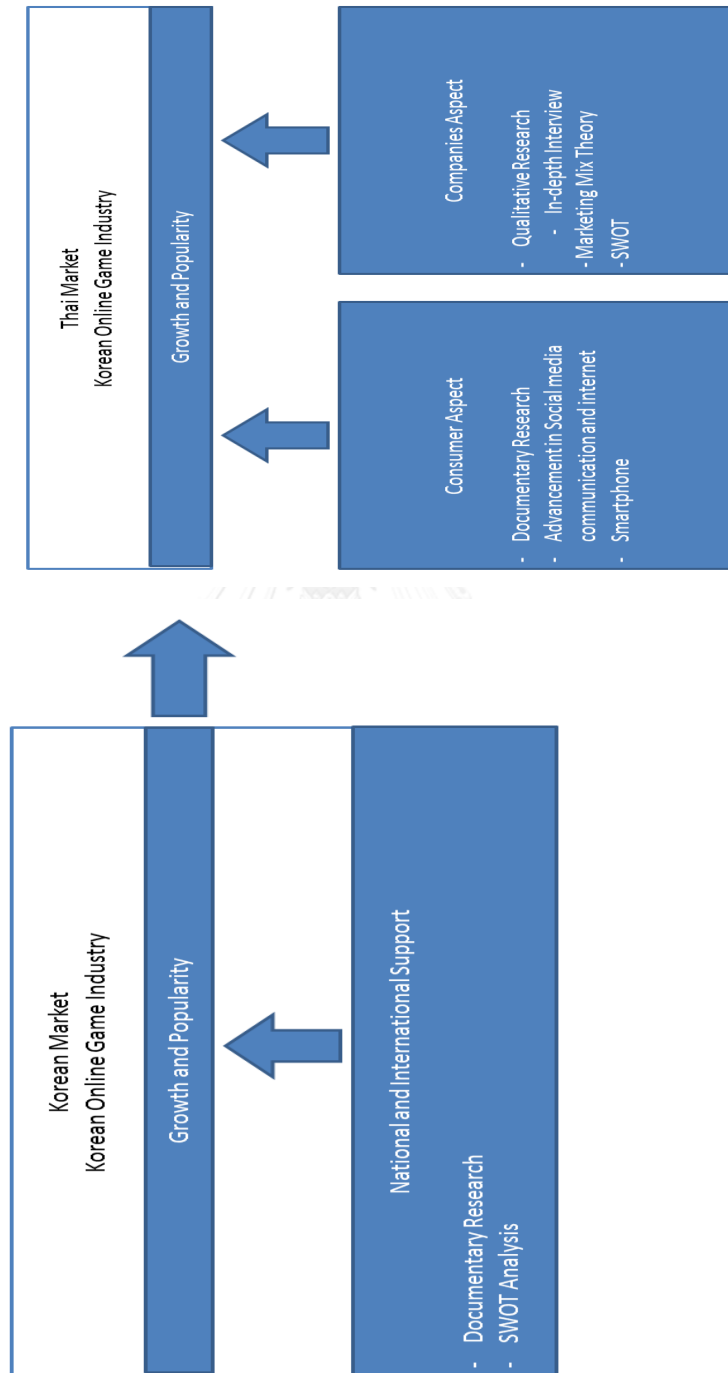 Korean Market
Korean Online Game Industry
Growth and Popularity
National and International Support
- Documentary Research
- SWOT Analysis
Thai Market
Korean Online Game Industry
Growth and Popularity
Consumer Aspect
- Documentary Research
- Advancement in Social media
communication and internet
- Smartphone
Companies Aspect
- Qualitative Research
- In-depth Interview
- Marketing Mix Theory
- SWOT